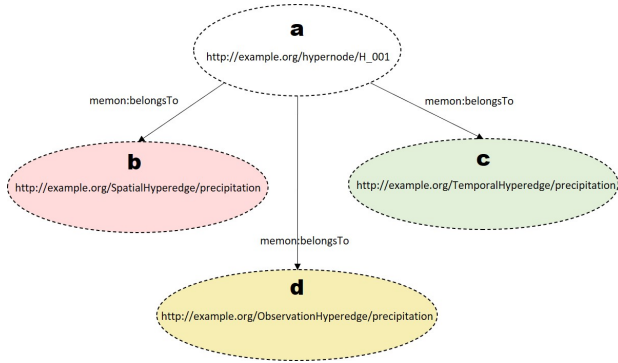 a
http://example.org/hypernode/H_001
memon:belongsTo
memon:belongsTo
b
http://example.org/SpatialHyperedge/precipitation
c
http://example.org/TemporalHyperedge/precipitation
memon:belongsTo
d
http://example.org/ObservationHyperedge/precipitation